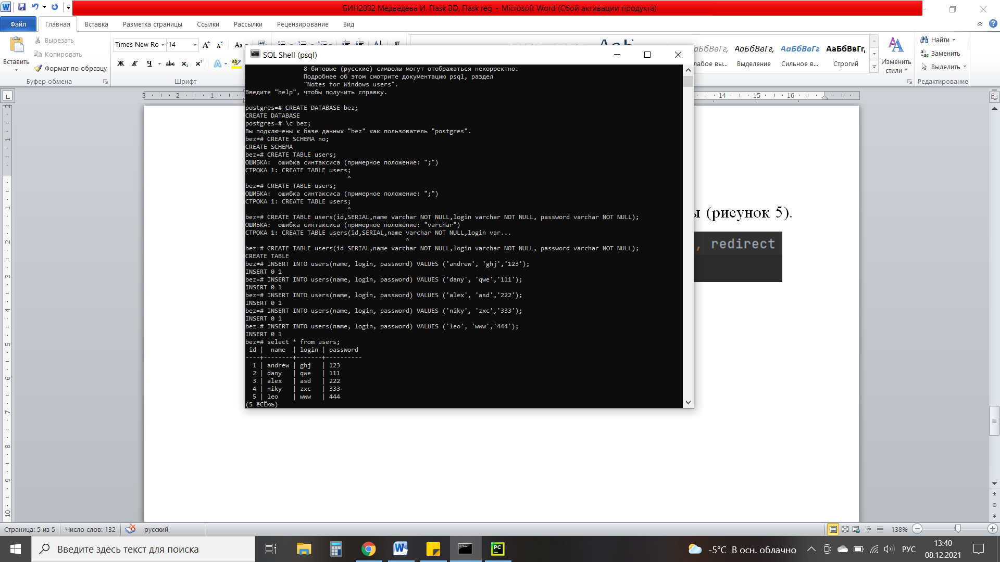 БИН2002 Медведева И. Flask BD, Flask reg - Microsoft Word (Сбой активации продукта)
Файл Главная Вставка Разметка страницы Ссылки Рассылки Рецензирование Вид
Вставить
Вырезать
Копировать
Формат по образцу
Буфер обмена
Times New Ro 14
Aa
Ж К Ч abc x₂ x²
Шрифт
АаБбВвГг, АаБбВвГг, АаБбВвГг АаБбВвГг,
лабое вы... Выделение Сильное в... Строгий
Изменить стили
Найти
Заменить
Выделить
Редактирование
SQL Shell (psql)
8-битовые (русские) символы могут отображаться некорректно.
Подробнее об этом смотрите документацию psql, раздел
"Notes for Windows users".
Введите "help", чтобы получить справку.
postgres=# CREATE DATABASE bez;
CREATE DATABASE
postgres=# \c bez;
Вы подключены к базе данных "bez" как пользователь "postgres".
bez=# CREATE SCHEMA no;
CREATE SCHEMA
bez=# CREATE TABLE users;
ОШИБКА:  ошибка синтаксиса (примерное положение: ";")
СТРОКА 1: CREATE TABLE users;
^
bez=# CREATE TABLE users;
ОШИБКА:  ошибка синтаксиса (примерное положение: ";")
СТРОКА 1: CREATE TABLE users;
^
bez=# CREATE TABLE users(id,SERIAL,name varchar NOT NULL,login varchar NOT NULL, password varchar NOT NULL);
ОШИБКА:  ошибка синтаксиса (примерное положение: "varchar")
СТРОКА 1: CREATE TABLE users(id,SERIAL,name varchar NOT NULL,login var...
^
bez=# CREATE TABLE users(id SERIAL,name varchar NOT NULL,login varchar NOT NULL, password varchar NOT NULL);
CREATE TABLE
bez=# INSERT INTO users(name, login, password) VALUES ('andrew', 'ghj','123');
INSERT 0 1
bez=# INSERT INTO users(name, login, password) VALUES ('dany', 'qwe','111');
INSERT 0 1
bez=# INSERT INTO users(name, login, password) VALUES ('alex', 'asd','222');
INSERT 0 1
bez=# INSERT INTO users(name, login, password) VALUES ('niky', 'zxc','333');
INSERT 0 1
bez=# INSERT INTO users(name, login, password) VALUES ('leo', 'www','444');
INSERT 0 1
bez=# select * from users;
id | name | login | password
----+--------+-------+----------
1 | andrew | ghj | 123
2 | dany | qwe | 111
3 | alex | asd | 222
4 | niky | zxc | 333
5 | leo | www | 444
(5 ёЄЁюъ)
ы (рисунок 5).
, redirect
Страница: 5 из 5 Число слов: 132 русский 138%
Введите здесь текст для поиска
-5°C В осн. облачно РУС 13:40
08.12.2021